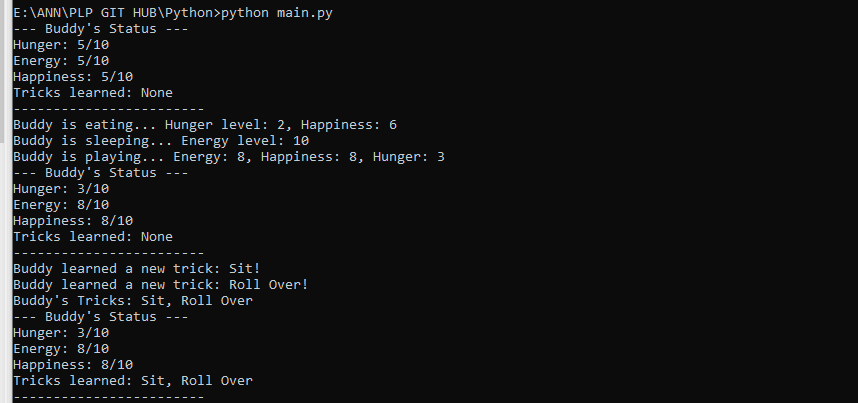 E:\ANN\PLP GIT HUB\Python>python main.py
--- Buddy's Status ---
Hunger: 5/10
Energy: 5/10
Happiness: 5/10
Tricks learned: None
------------------------
Buddy is eating... Hunger level: 2, Happiness: 6
Buddy is sleeping... Energy level: 10
Buddy is playing... Energy: 8, Happiness: 8, Hunger: 3
--- Buddy's Status ---
Hunger: 3/10
Energy: 8/10
Happiness: 8/10
Tricks learned: None
------------------------
Buddy learned a new trick: Sit!
Buddy learned a new trick: Roll Over!
Buddy's Tricks: Sit, Roll Over
--- Buddy's Status ---
Hunger: 3/10
Energy: 8/10
Happiness: 8/10
Tricks learned: Sit, Roll Over
------------------------